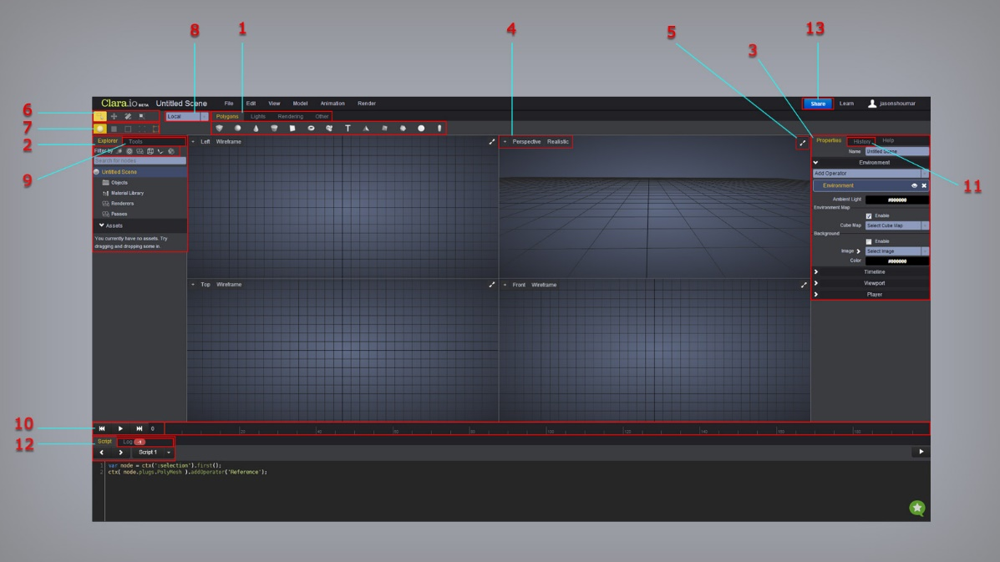 8 1 4 5 3 13
Clara.io BETA Untitled Scene File Edit View Model Animation Render Share Learn jasonshoumar
6
Local Polygons Lights Rendering Other
7
2 Explorer Tools
Left Wireframe
Perspective Realistic
Properties History Help
Filter by
Name Untitled Scene
Search for nodes
Environment
9
Untitled Scene
Add Operator
11
Objects
Environment
Material Library
Ambient Light #000000
Renderers
Environment Map
Passes
Enable
Assets
Cube Map Select Cube Map
Background
You currently have no assets. Try
dragging and dropping some in.
Enable
Image Select Image
Color #000000
Timeline
Top Wireframe
Front Wireframe
Viewport
Player
10 0 20 40 60 80 100 120 140 160 180
12 Script Log
Script 1
1 var node = ctx(':selection').first();
2 ctx( node.plugs.PolyMesh ).addOperator('Reference');